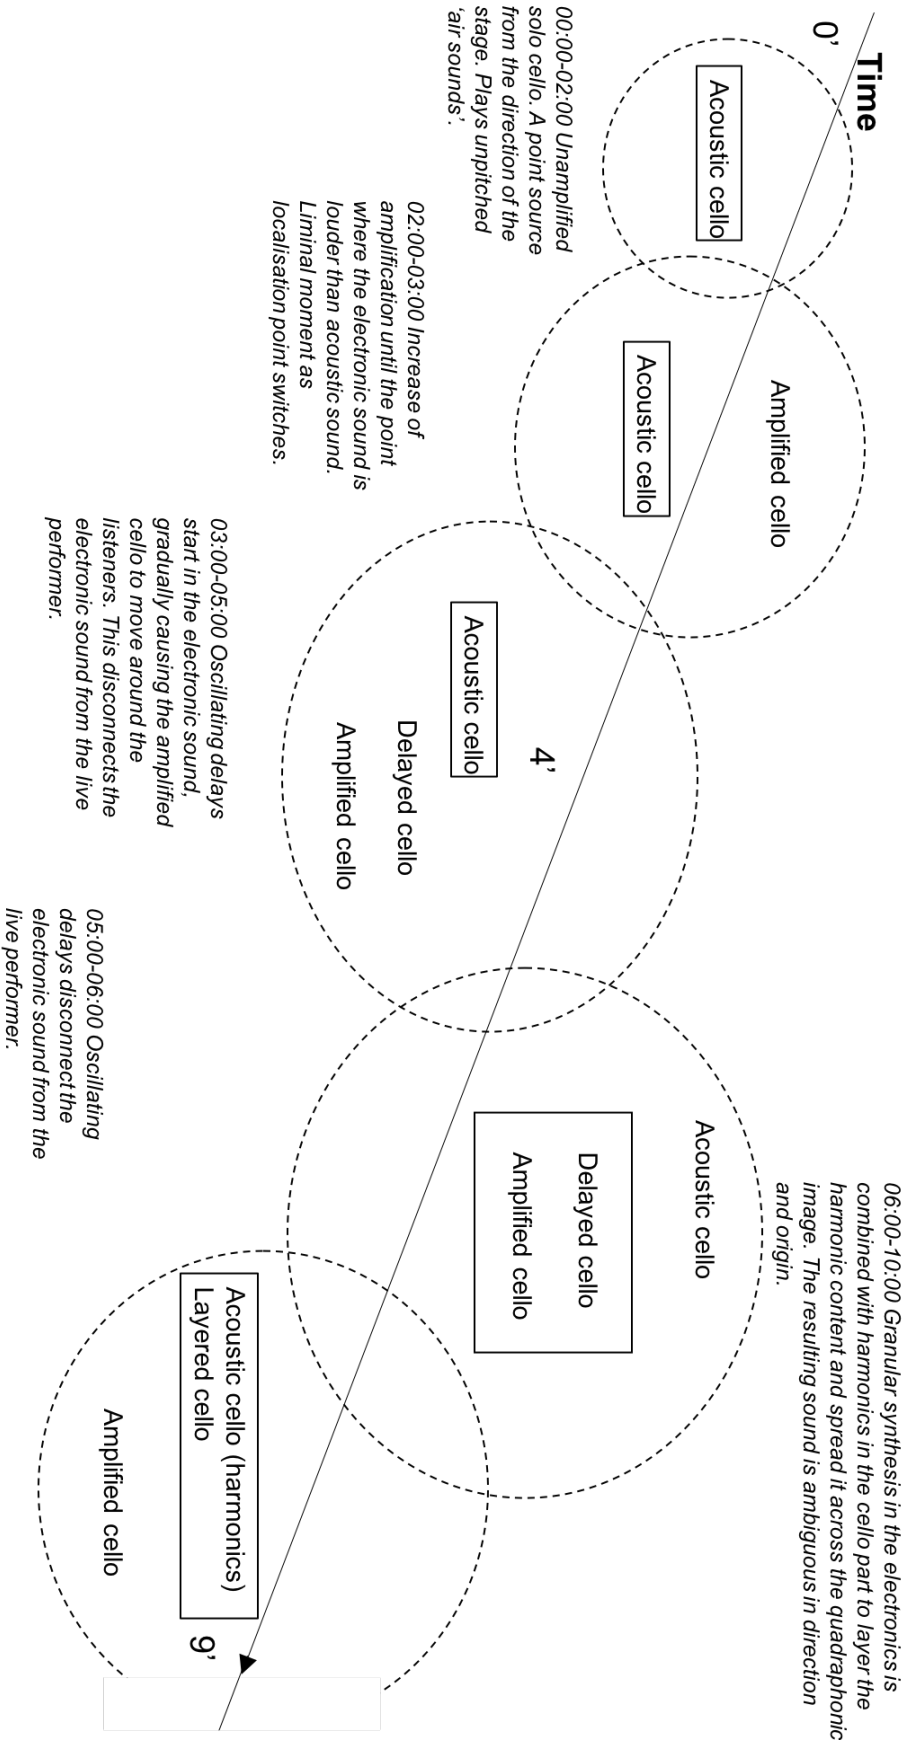 Time
0’
Acoustic cello
00:00-02:00 Unamplified
solo cello. A point source
from the direction of the
stage. Plays unpitched
‘air sounds’.
Amplified cello
Acoustic cello
02:00-03:00 Increase of
amplification until the point
where the electronic sound is
louder than acoustic sound.
Liminal moment as
localisation point switches.
4’
Acoustic cello
Delayed cello
Amplified cello
03:00-05:00 Oscillating delays
start in the electronic sound,
gradually causing the amplified
cello to move around the
listeners. This disconnects the
electronic sound from the live
performer.
Acoustic cello
Delayed cello
Amplified cello
05:00-06:00 Oscillating
delays disconnect the
electronic sound from the
live performer.
06:00-10:00 Granular synthesis in the electronics is
combined with harmonics in the cello part to layer the
harmonic content and spread it across the quadraphonic
image. The resulting sound is ambiguous in direction
and origin.
Acoustic cello (harmonics)
Layered cello
Amplified cello
9’